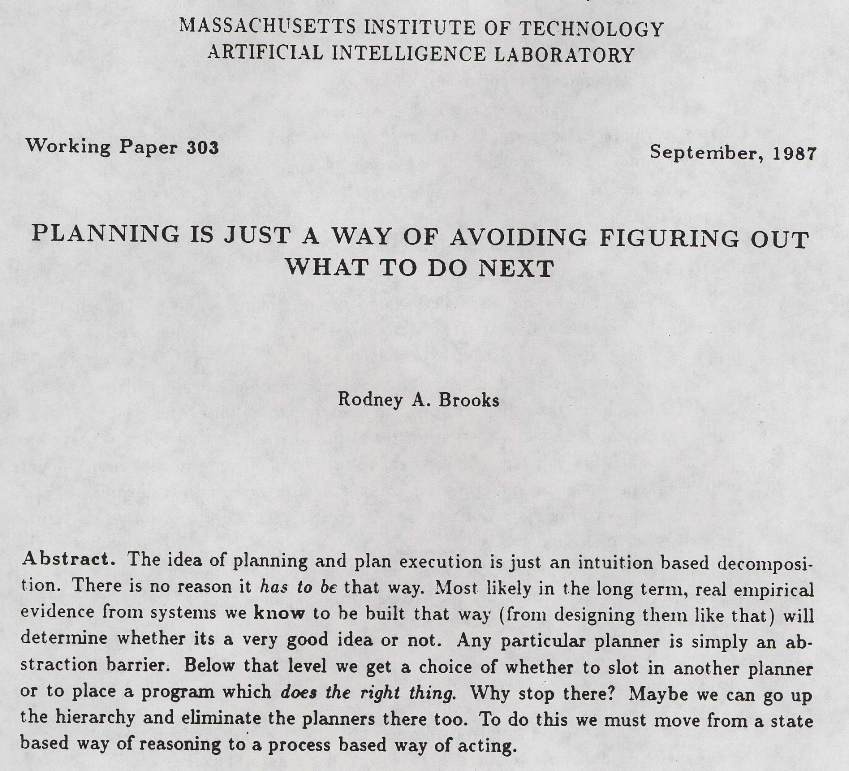 MASSACHUSETTS INSTITUTE OF TECHNOLOGY
ARTIFICIAL INTELLIGENCE LABORATORY
Working Paper 303
September, 1987
PLANNING IS JUST A WAY OF AVOIDING FIGURING OUT
WHAT TO DO NEXT
Rodney A. Brooks
Abstract. The idea of planning and plan execution is just an intuition based decomposi-
tion. There is no reason it has to be that way. Most likely in the long term, real empirical
evidence from systems we know to be built that way (from designing them like that) will
determine whether its a very good idea or not. Any particular planner is simply an ab-
straction barrier. Below that level we get a choice of whether to slot in another planner
or to place a program which does the right thing. Why stop there? Maybe we can go up
the hierarchy and eliminate the planners there too. To do this we must move from a state
based way of reasoning to a process based way of acting.